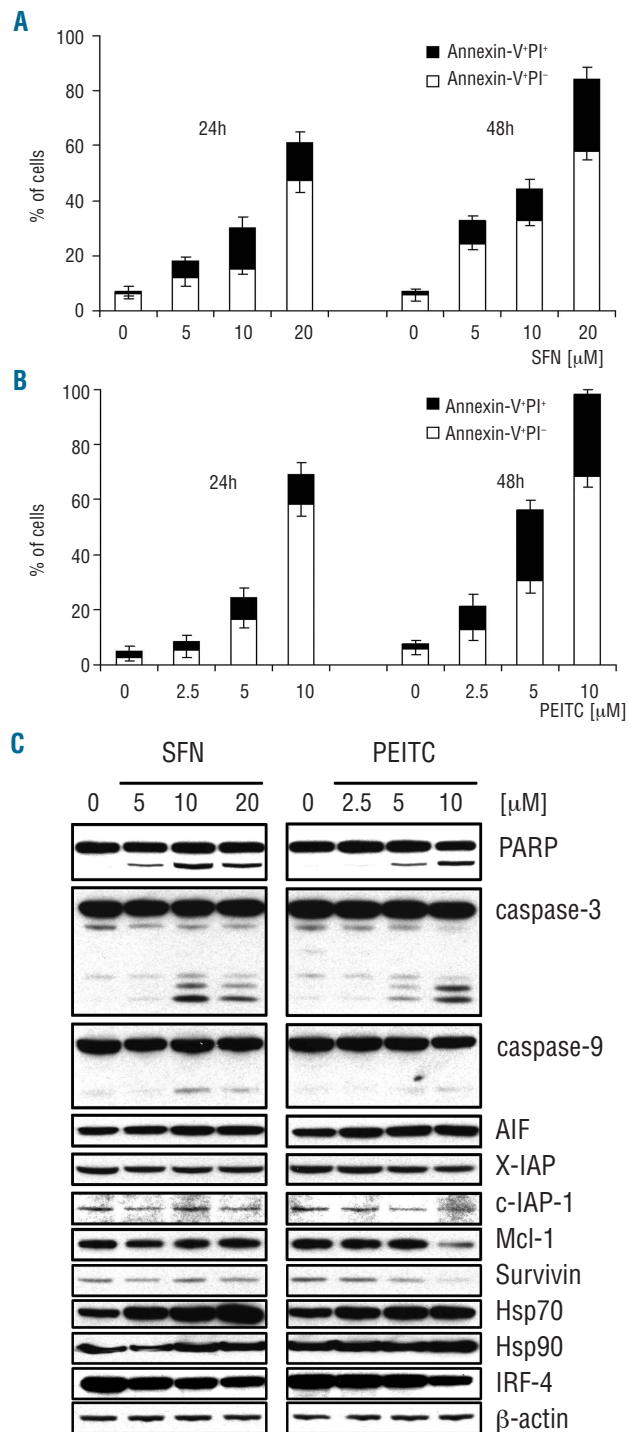 A
100
80
60
40
20
0
% of cells
Annexin-V⁺PI⁺
Annexin-V⁺PI⁻
24h
48h
0 5 10 20 0 5 10 20
SFN [µM]
B
100
80
60
40
20
0
% of cells
Annexin-V⁺PI⁺
Annexin-V⁺PI⁻
24h
48h
0 2.5 5 10 0 2.5 5 10
PEITC [µM]
C
SFN PEITC
0 5 10 20 0 2.5 5 10 [µM]
PARP
caspase-3
caspase-9
AIF
X-IAP
c-IAP-1
Mcl-1
Survivin
Hsp70
Hsp90
IRF-4
β-actin